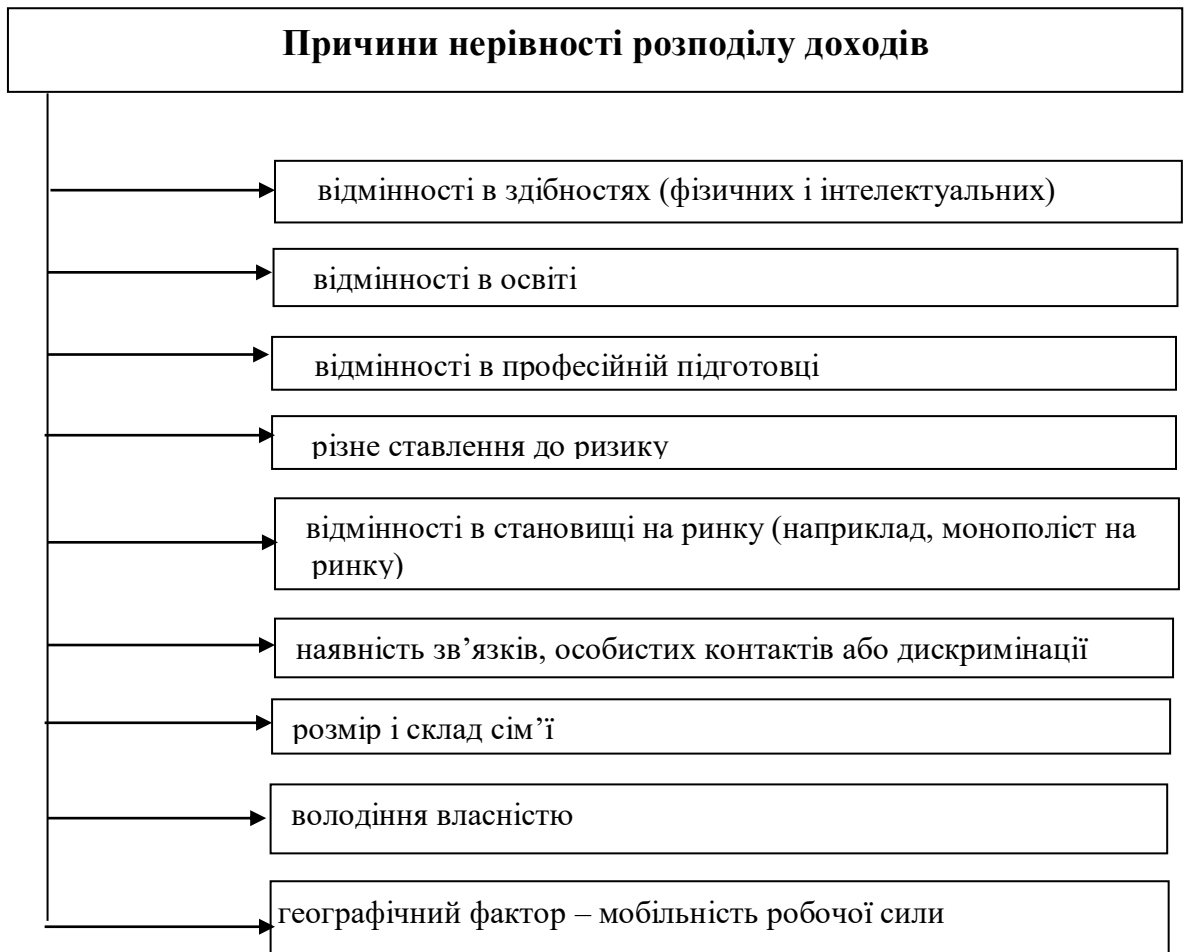 Причини нерівності розподілу доходів
відмінності в здібностях (фізичних і інтелектуальних)
відмінності в освіті
відмінності в професійній підготовці
різне ставлення до ризику
відмінності в становищі на ринку (наприклад, монополіст на
ринку)
наявність зв’язків, особистих контактів або дискримінації
розмір і склад сім’ї
володіння власністю
географічний фактор – мобільність робочої сили